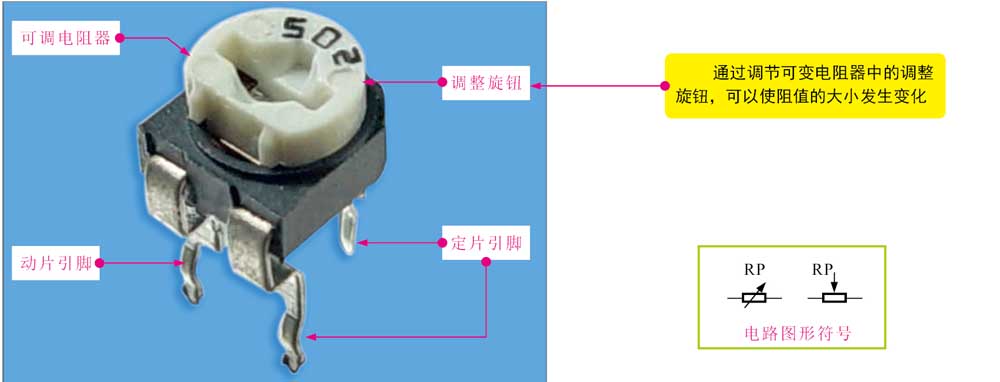 502
可调电阻器
调整旋钮
通过调节可变电阻器中的调整
旋钮，可以使阻值的大小发生变化
动片引脚
定片引脚
RP
RP
电路图形符号